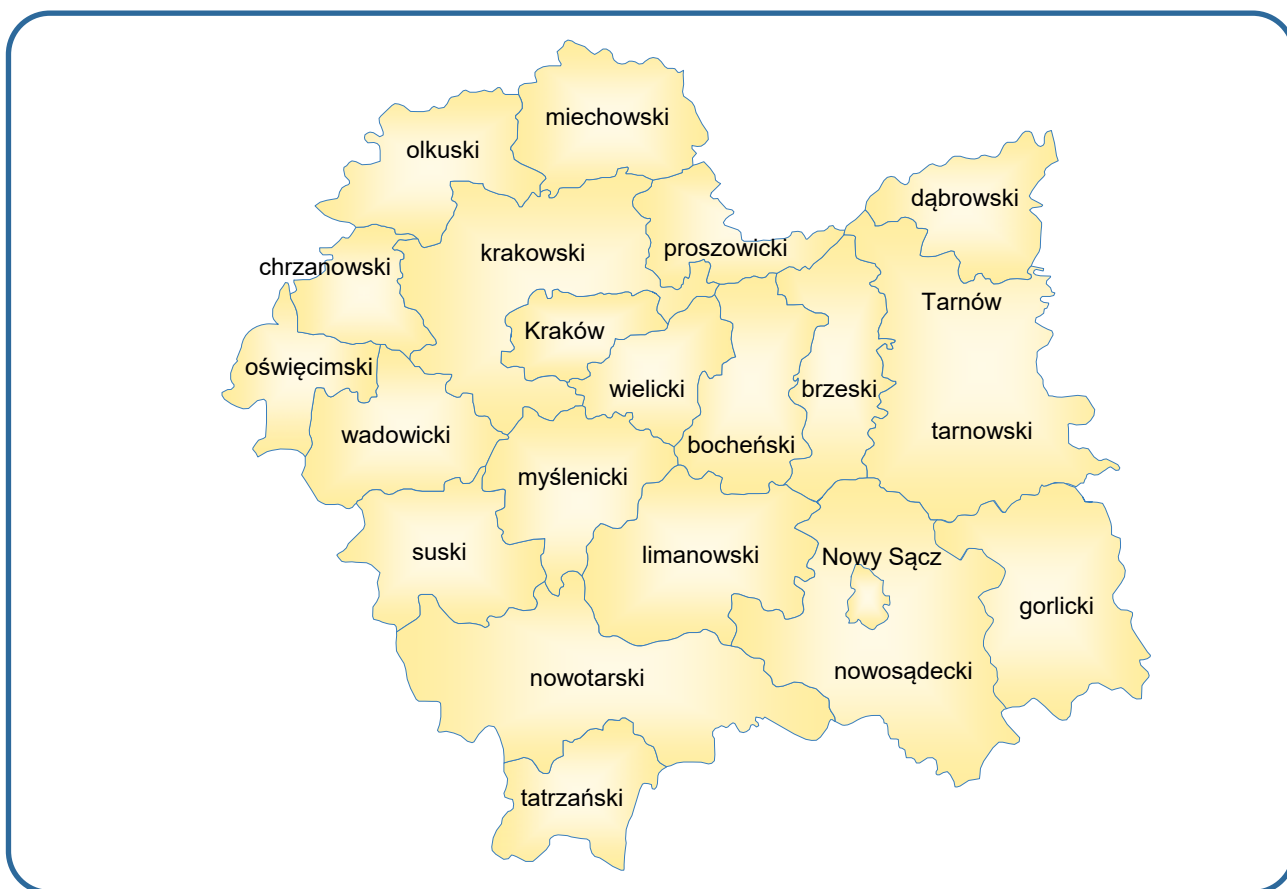 miechowski
olkuski
dąbrowski
proszowicki
krakowski
chrzanowski
Tarnów
Kraków
oświęcimski
wielicki
brzeski
wadowicki
tarnowski
bocheński
myślenicki
suski
limanowski
Nowy Sącz
gorlicki
nowosądecki
nowotarski
tatrzański